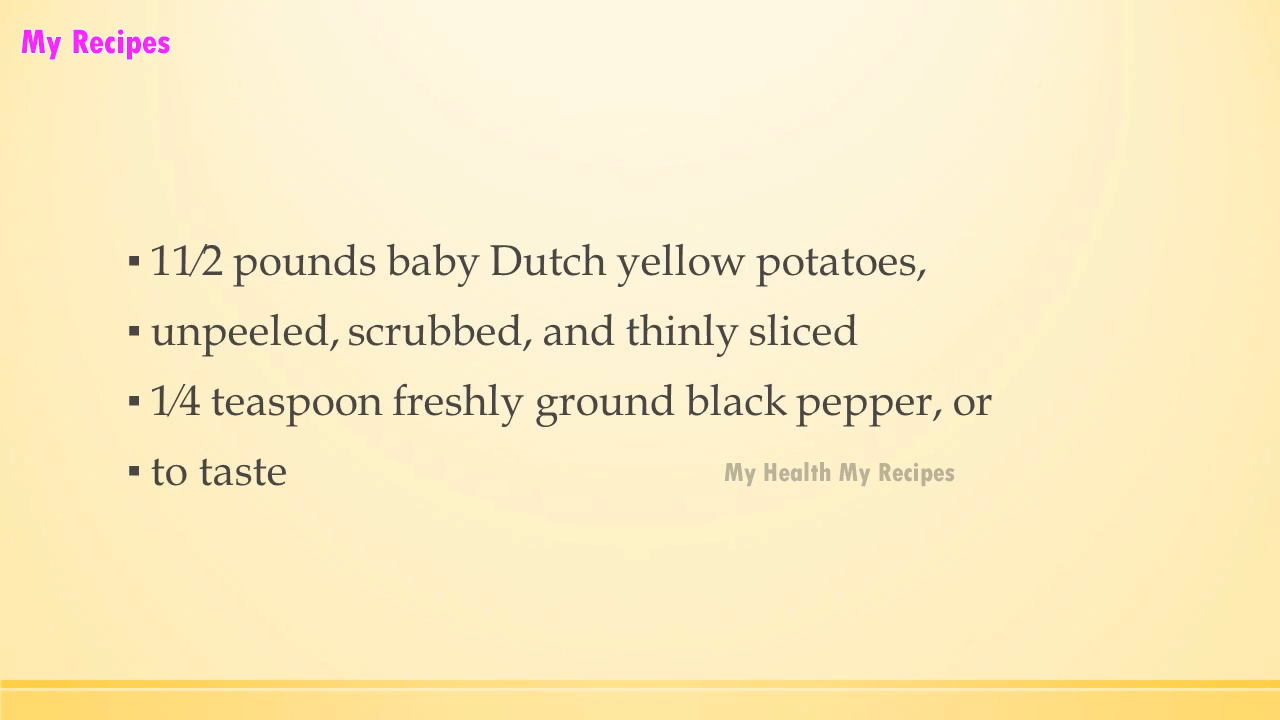 My Recipes
▪ 11⁄2 pounds baby Dutch yellow potatoes,
▪ unpeeled, scrubbed, and thinly sliced
▪ 1⁄4 teaspoon freshly ground black pepper, or
▪ to taste
My Health My Recipes